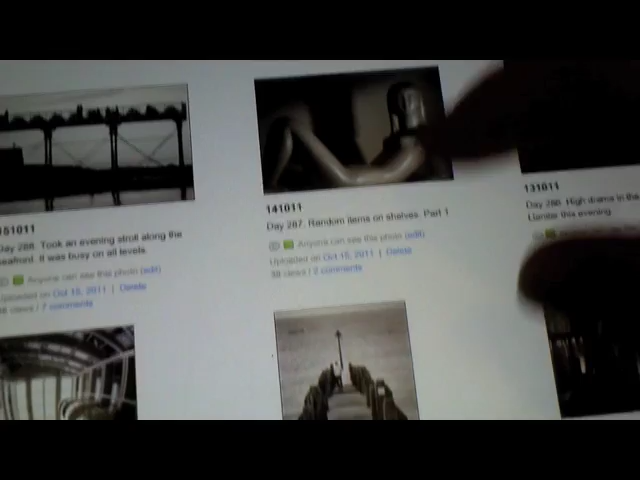 151011
Day 288. Took an evening stroll along the
seafront. It was busy on all levels.
Anyone can see this photo (edit)
Uploaded on Oct 15, 2011 | Delete
views / 7 comments
141011
Day 287. Random items on shelves. Part 1
Anyone can see this photo (edit)
Uploaded on Oct 15, 2011 | Delete
views / 2 comments
131011
Day 286. High drama in the
this evening.